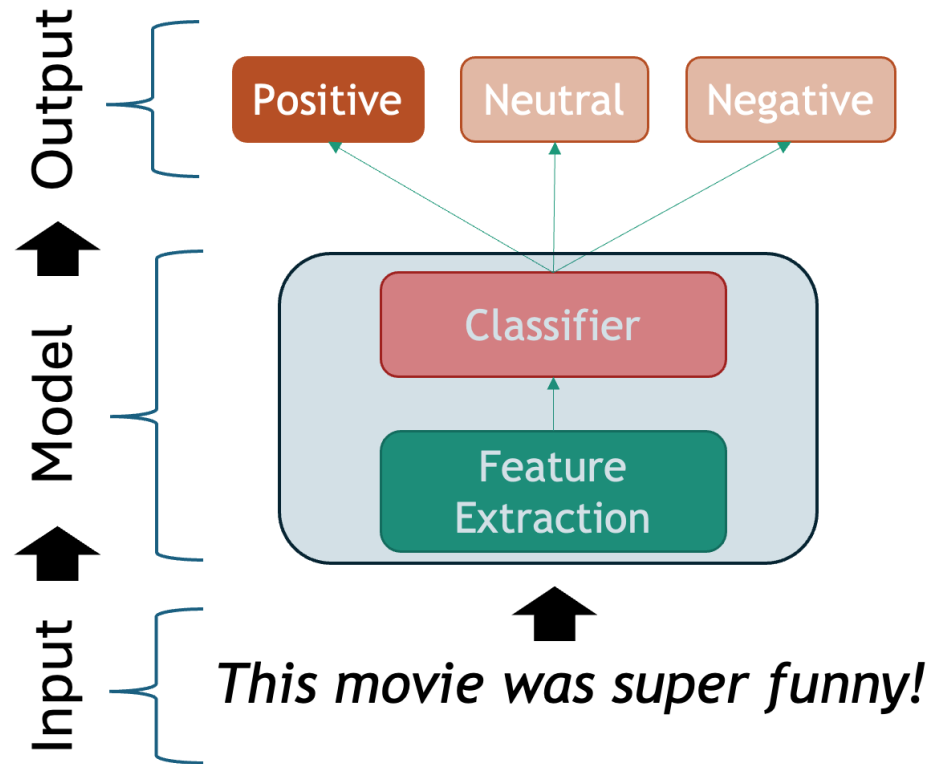 Output
Positive
Neutral
Negative
Model
Classifier
Feature
Extraction
Input
This movie was super funny!